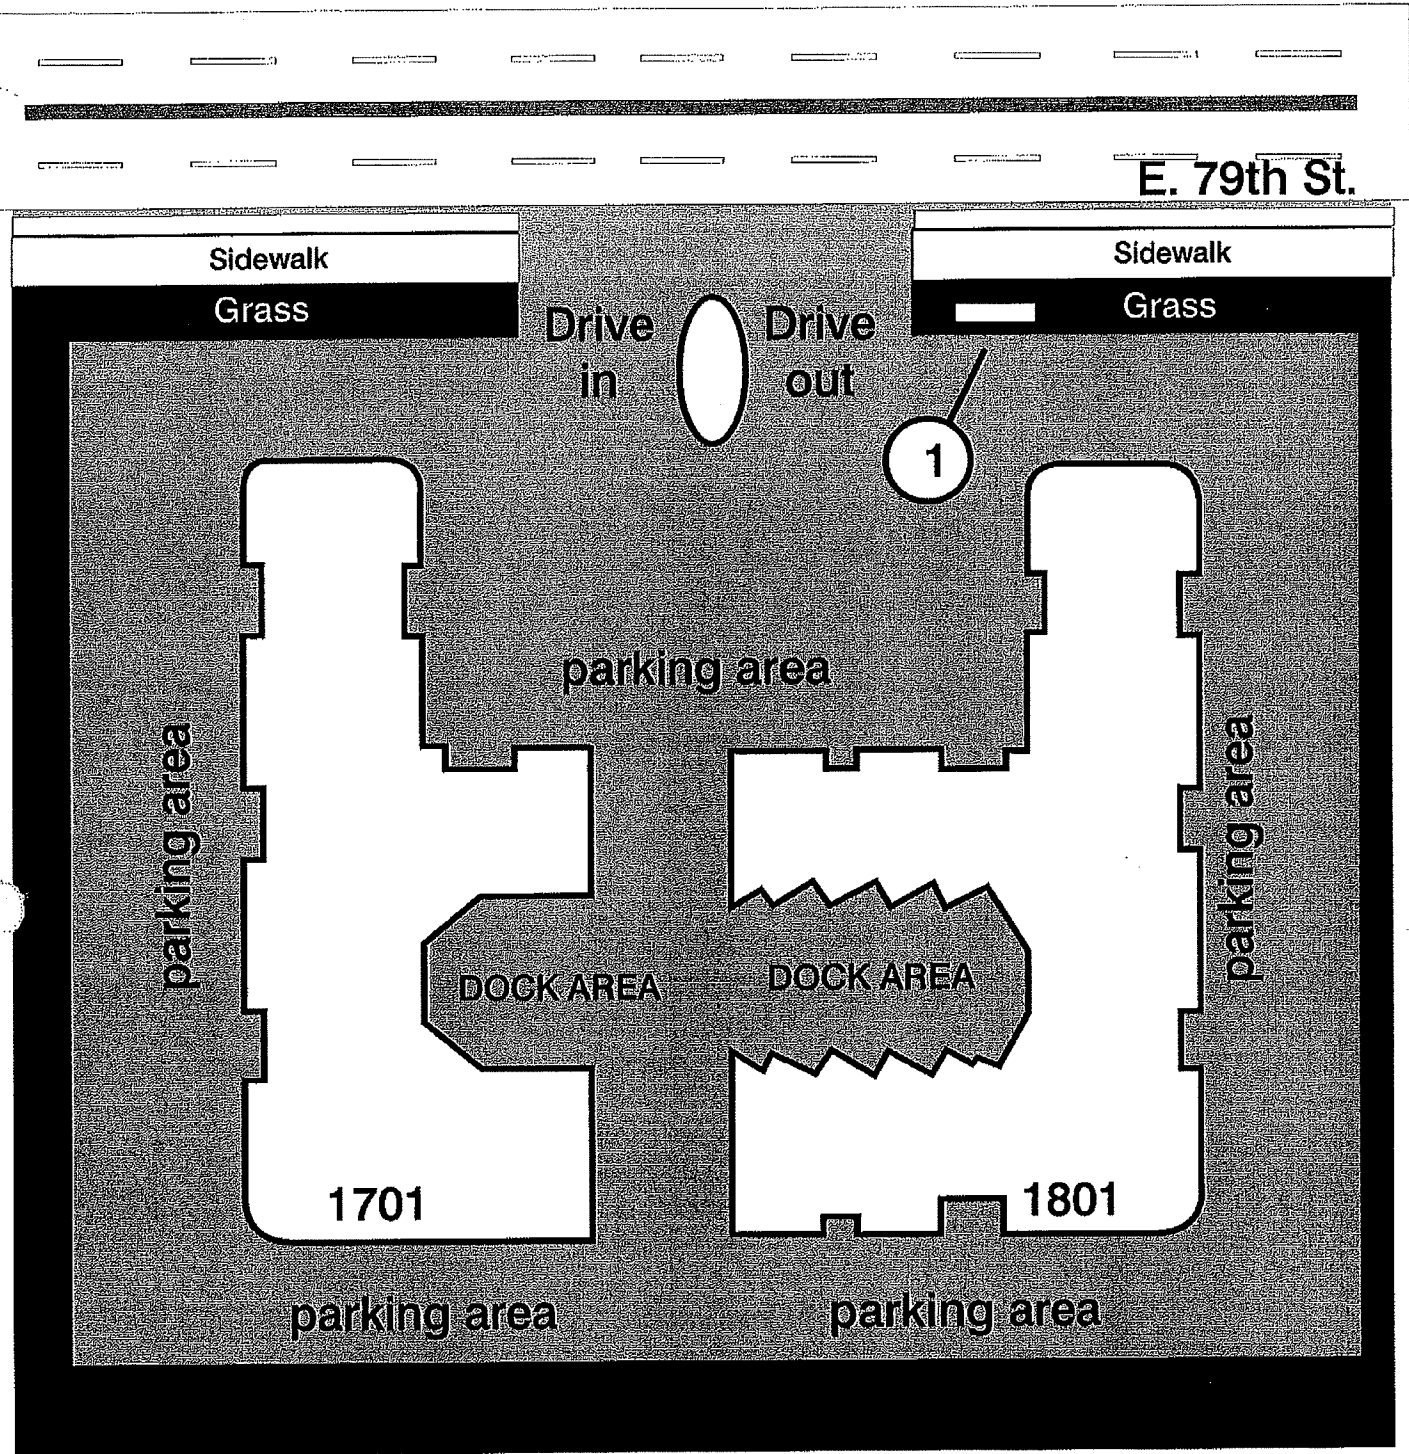 E. 79th St.
Sidewalk
Sidewalk
Grass
Grass
Drive
in
Drive
out
1
parking area
parking area
parking area
DOCK AREA
DOCK AREA
1701
1801
parking area
parking area